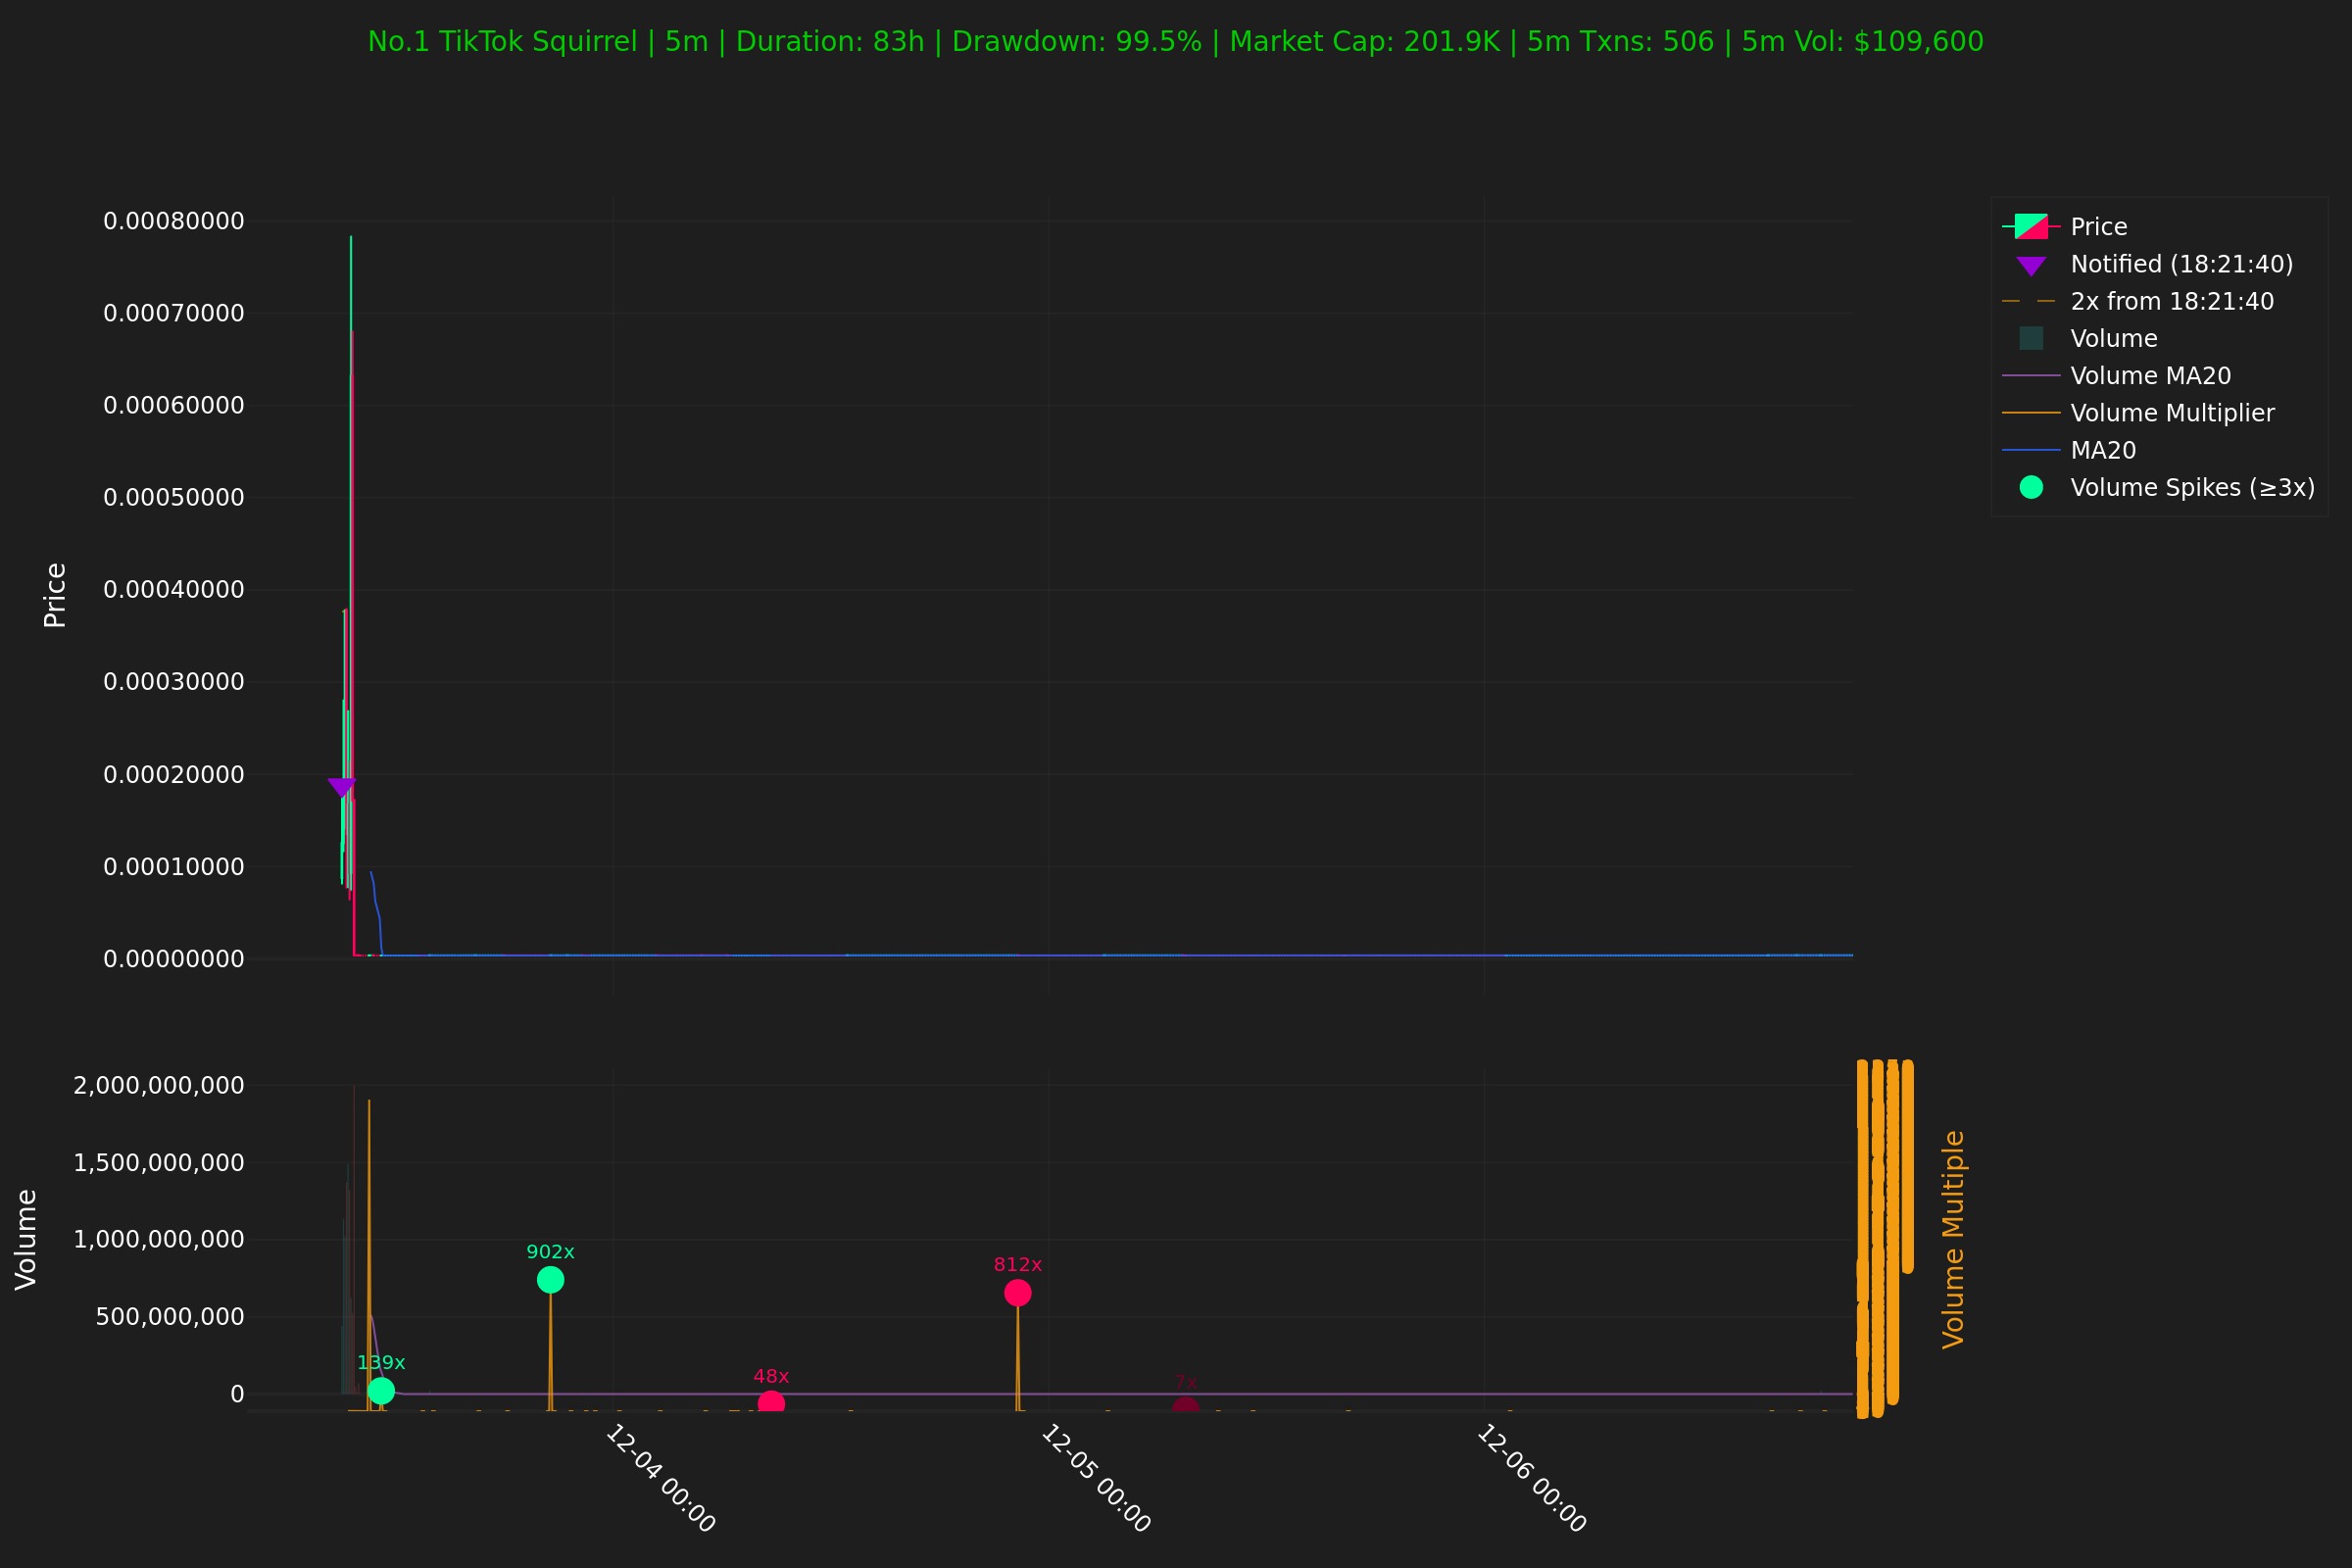 No.1 TikTok Squirrel | 5m | Duration: 83h | Drawdown: 99.5% | Market Cap: 201.9K | 5m Txns: 506 | 5m Vol: $109,600
Price
0.00080000
0.00070000
0.00060000
0.00050000
0.00040000
0.00030000
0.00020000
0.00010000
0.00000000
Price
Notified (18:21:40)
2x from 18:21:40
Volume
Volume MA20
Volume Multiplier
MA20
Volume Spikes (≥3x)
Volume
2,000,000,000
1,500,000,000
1,000,000,000
500,000,000
0
139x
902x
48x
812x
7x
Volume Multiple
12-04 00:00
12-05 00:00
12-06 00:00